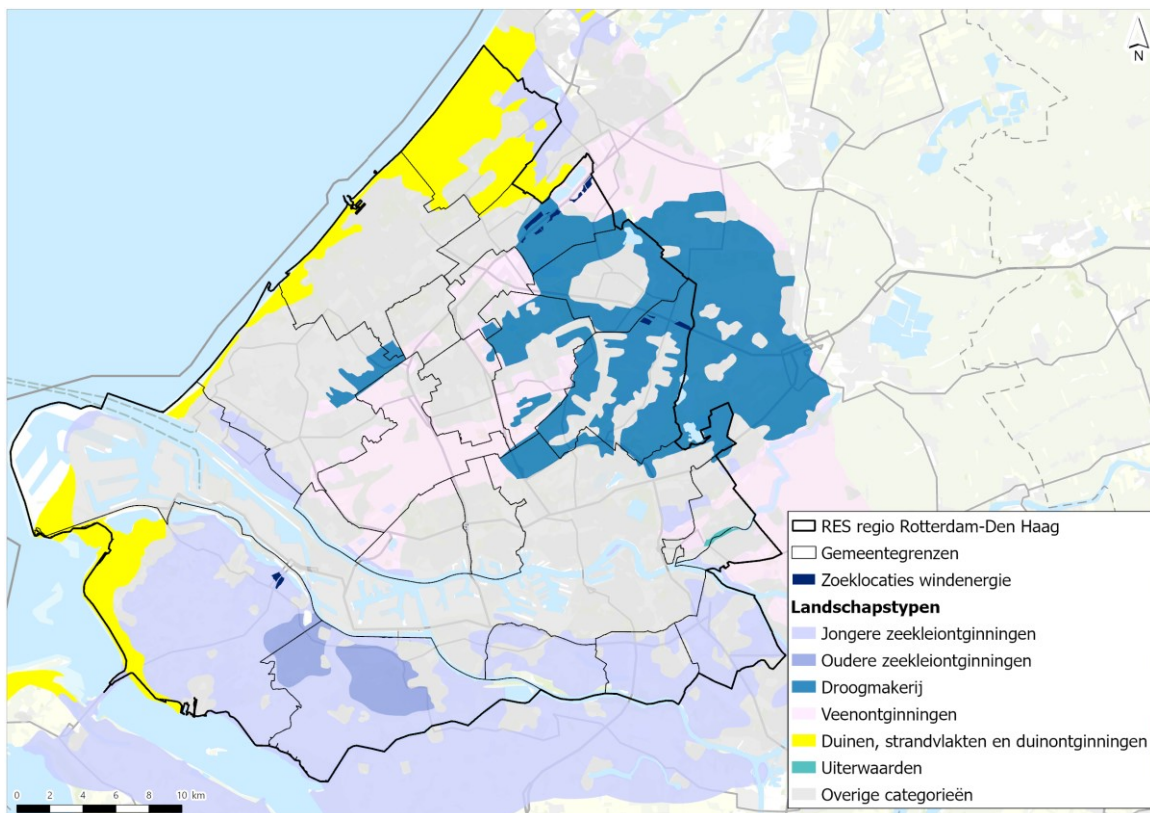 N
RES regio Rotterdam-Den Haag
Gemeentegrenzen
Zoeklocaties windenergie
Landschapstypen
Jongere zeekleiontginningen
Oudere zeekleiontginningen
Droogmakerij
Veenontginningen
Duinen, strandvlakten en duinontginningen
Uiterwaarden
Overige categorieën
0 2 4 6 8 10 km